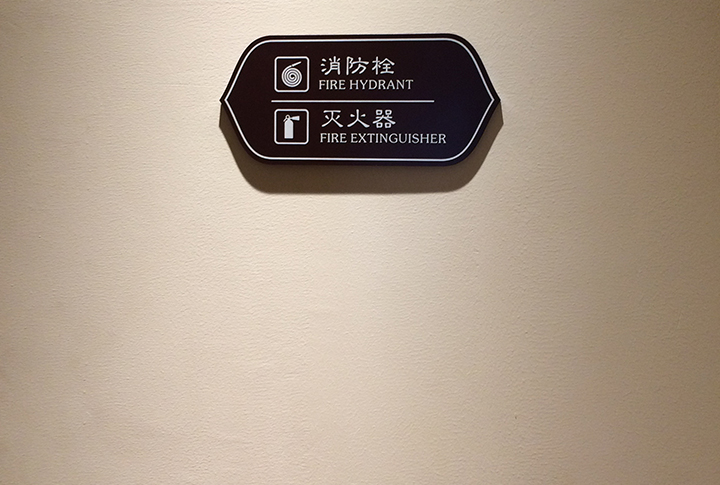 消防栓
FIRE HYDRANT
灭火器
FIRE EXTINGUISHER